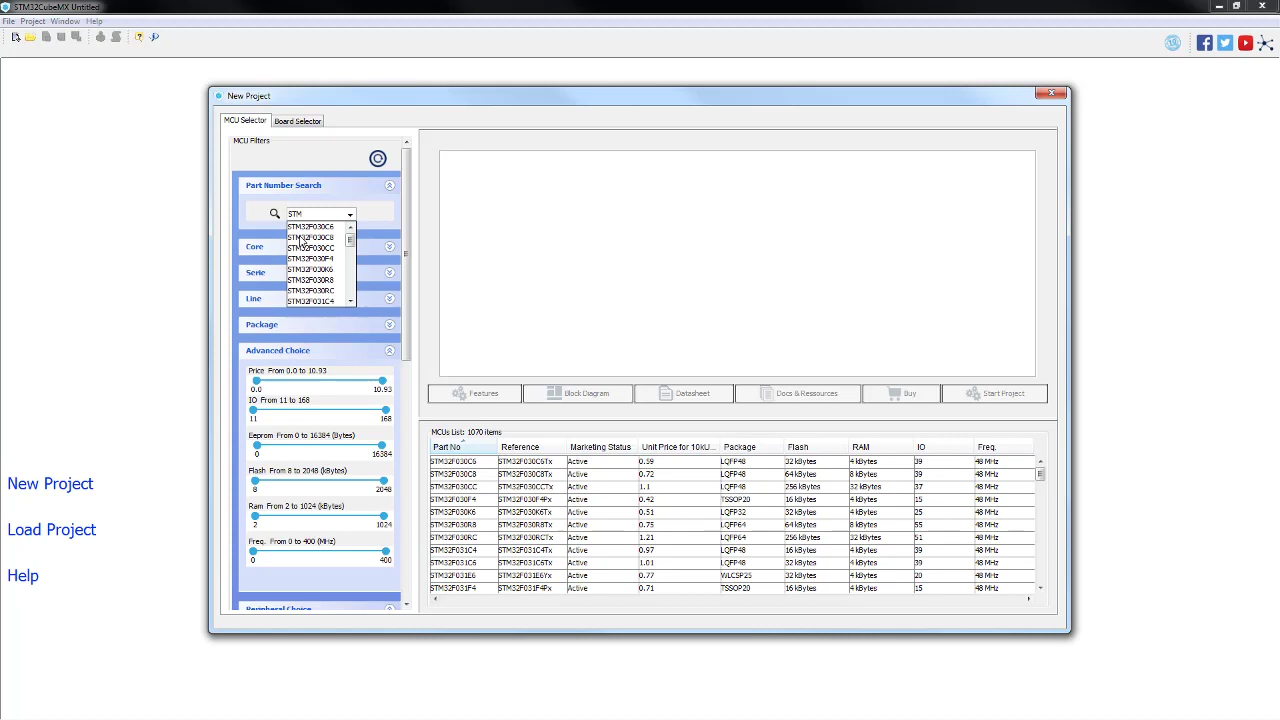 STM32CubeMX Untitled
File Project Window Help
New Project
MCU Selector Board Selector
MCU Filters
Part Number Search
STM
STM32F030C6
STM32F030C8
STM32F030CC
STM32F030F4
STM32F030K6
STM32F030R8
STM32F030RC
STM32F031C4
Core
Serie
Line
Package
Advanced Choice
Price From 0.0 to 10.93
0.0 10.93
IO From 11 to 168
11 168
Eeprom From 0 to 16384 (Bytes)
0 16384
Flash From 8 to 2048 (kBytes)
8 2048
Ram From 2 to 1024 (kBytes)
2 1024
Freq. From 0 to 400 (MHz)
0 400
Peripheral Choice
Features Block Diagram Datasheet Docs & Ressources Buy Start Project
MCUs List: 1070 items
Part No Reference Marketing Status Unit Price for 10kU... Package Flash RAM IO Freq.
STM32F030C6 STM32F030C6Tx Active 0.59 LQFP48 32 kBytes 4 kBytes 39 48 MHz
STM32F030C8 STM32F030C8Tx Active 0.72 LQFP48 64 kBytes 8 kBytes 39 48 MHz
STM32F030CC STM32F030CCTx Active 1.1 LQFP48 256 kBytes 32 kBytes 37 48 MHz
STM32F030F4 STM32F030F4Px Active 0.42 TSSOP20 16 kBytes 4 kBytes 15 48 MHz
STM32F030K6 STM32F030K6Tx Active 0.51 LQFP32 32 kBytes 4 kBytes 25 48 MHz
STM32F030R8 STM32F030R8Tx Active 0.75 LQFP64 64 kBytes 8 kBytes 55 48 MHz
STM32F030RC STM32F030RCTx Active 1.21 LQFP64 256 kBytes 32 kBytes 51 48 MHz
STM32F031C4 STM32F031C4Tx Active 0.97 LQFP48 16 kBytes 4 kBytes 39 48 MHz
STM32F031C6 STM32F031C6Tx Active 1.01 LQFP48 32 kBytes 4 kBytes 39 48 MHz
STM32F031E6 STM32F031E6Yx Active 0.77 WLCSP25 32 kBytes 4 kBytes 20 48 MHz
STM32F031F4 STM32F031F4Px Active 0.71 TSSOP20 16 kBytes 4 kBytes 15 48 MHz
New Project
Load Project
Help